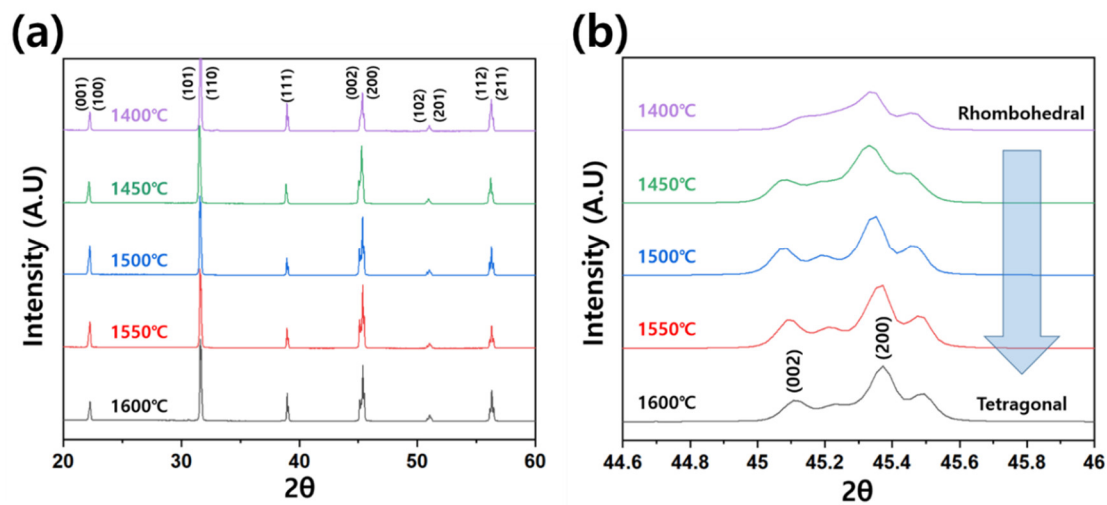 (a)
Intensity (A.U)
(001)
(100)
(101)
(110)
(111)
(002)
(200)
(102)
(201)
(112)
(211)
1400℃
1450℃
1500℃
1550℃
1600℃
20 30 40 50 60
2θ
(b)
Intensity (A.U)
1400℃
Rhombohedral
1450℃
1500℃
1550℃
(002)
(200)
1600℃
Tetragonal
44.6 44.8 45 45.2 45.4 45.6 45.8 46
2θ